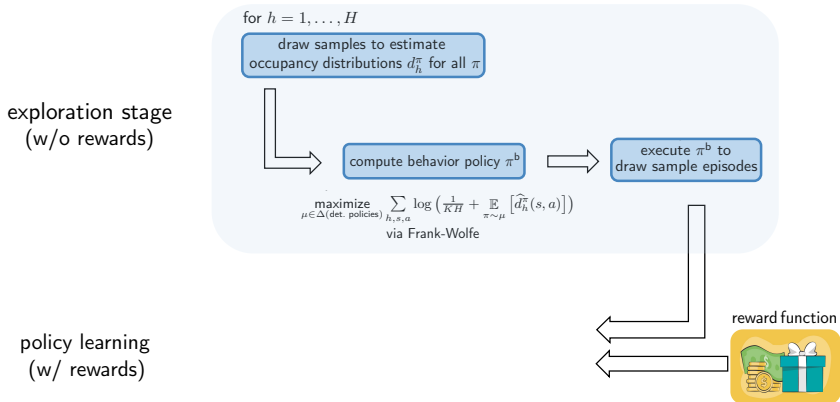 for h = 1, . . . , H
draw samples to estimate
occupancy distributions d_h^π for all π
exploration stage
(w/o rewards)
compute behavior policy π^b
execute π^b to
draw sample episodes
maximize_{μ∈Δ(det. policies)} ∑_{h,s,a} log ( 1/KH + 𝔼_{π∼μ} [ \widehat{d}_h^π(s, a) ] )
via Frank-Wolfe
reward function
policy learning
(w/ rewards)